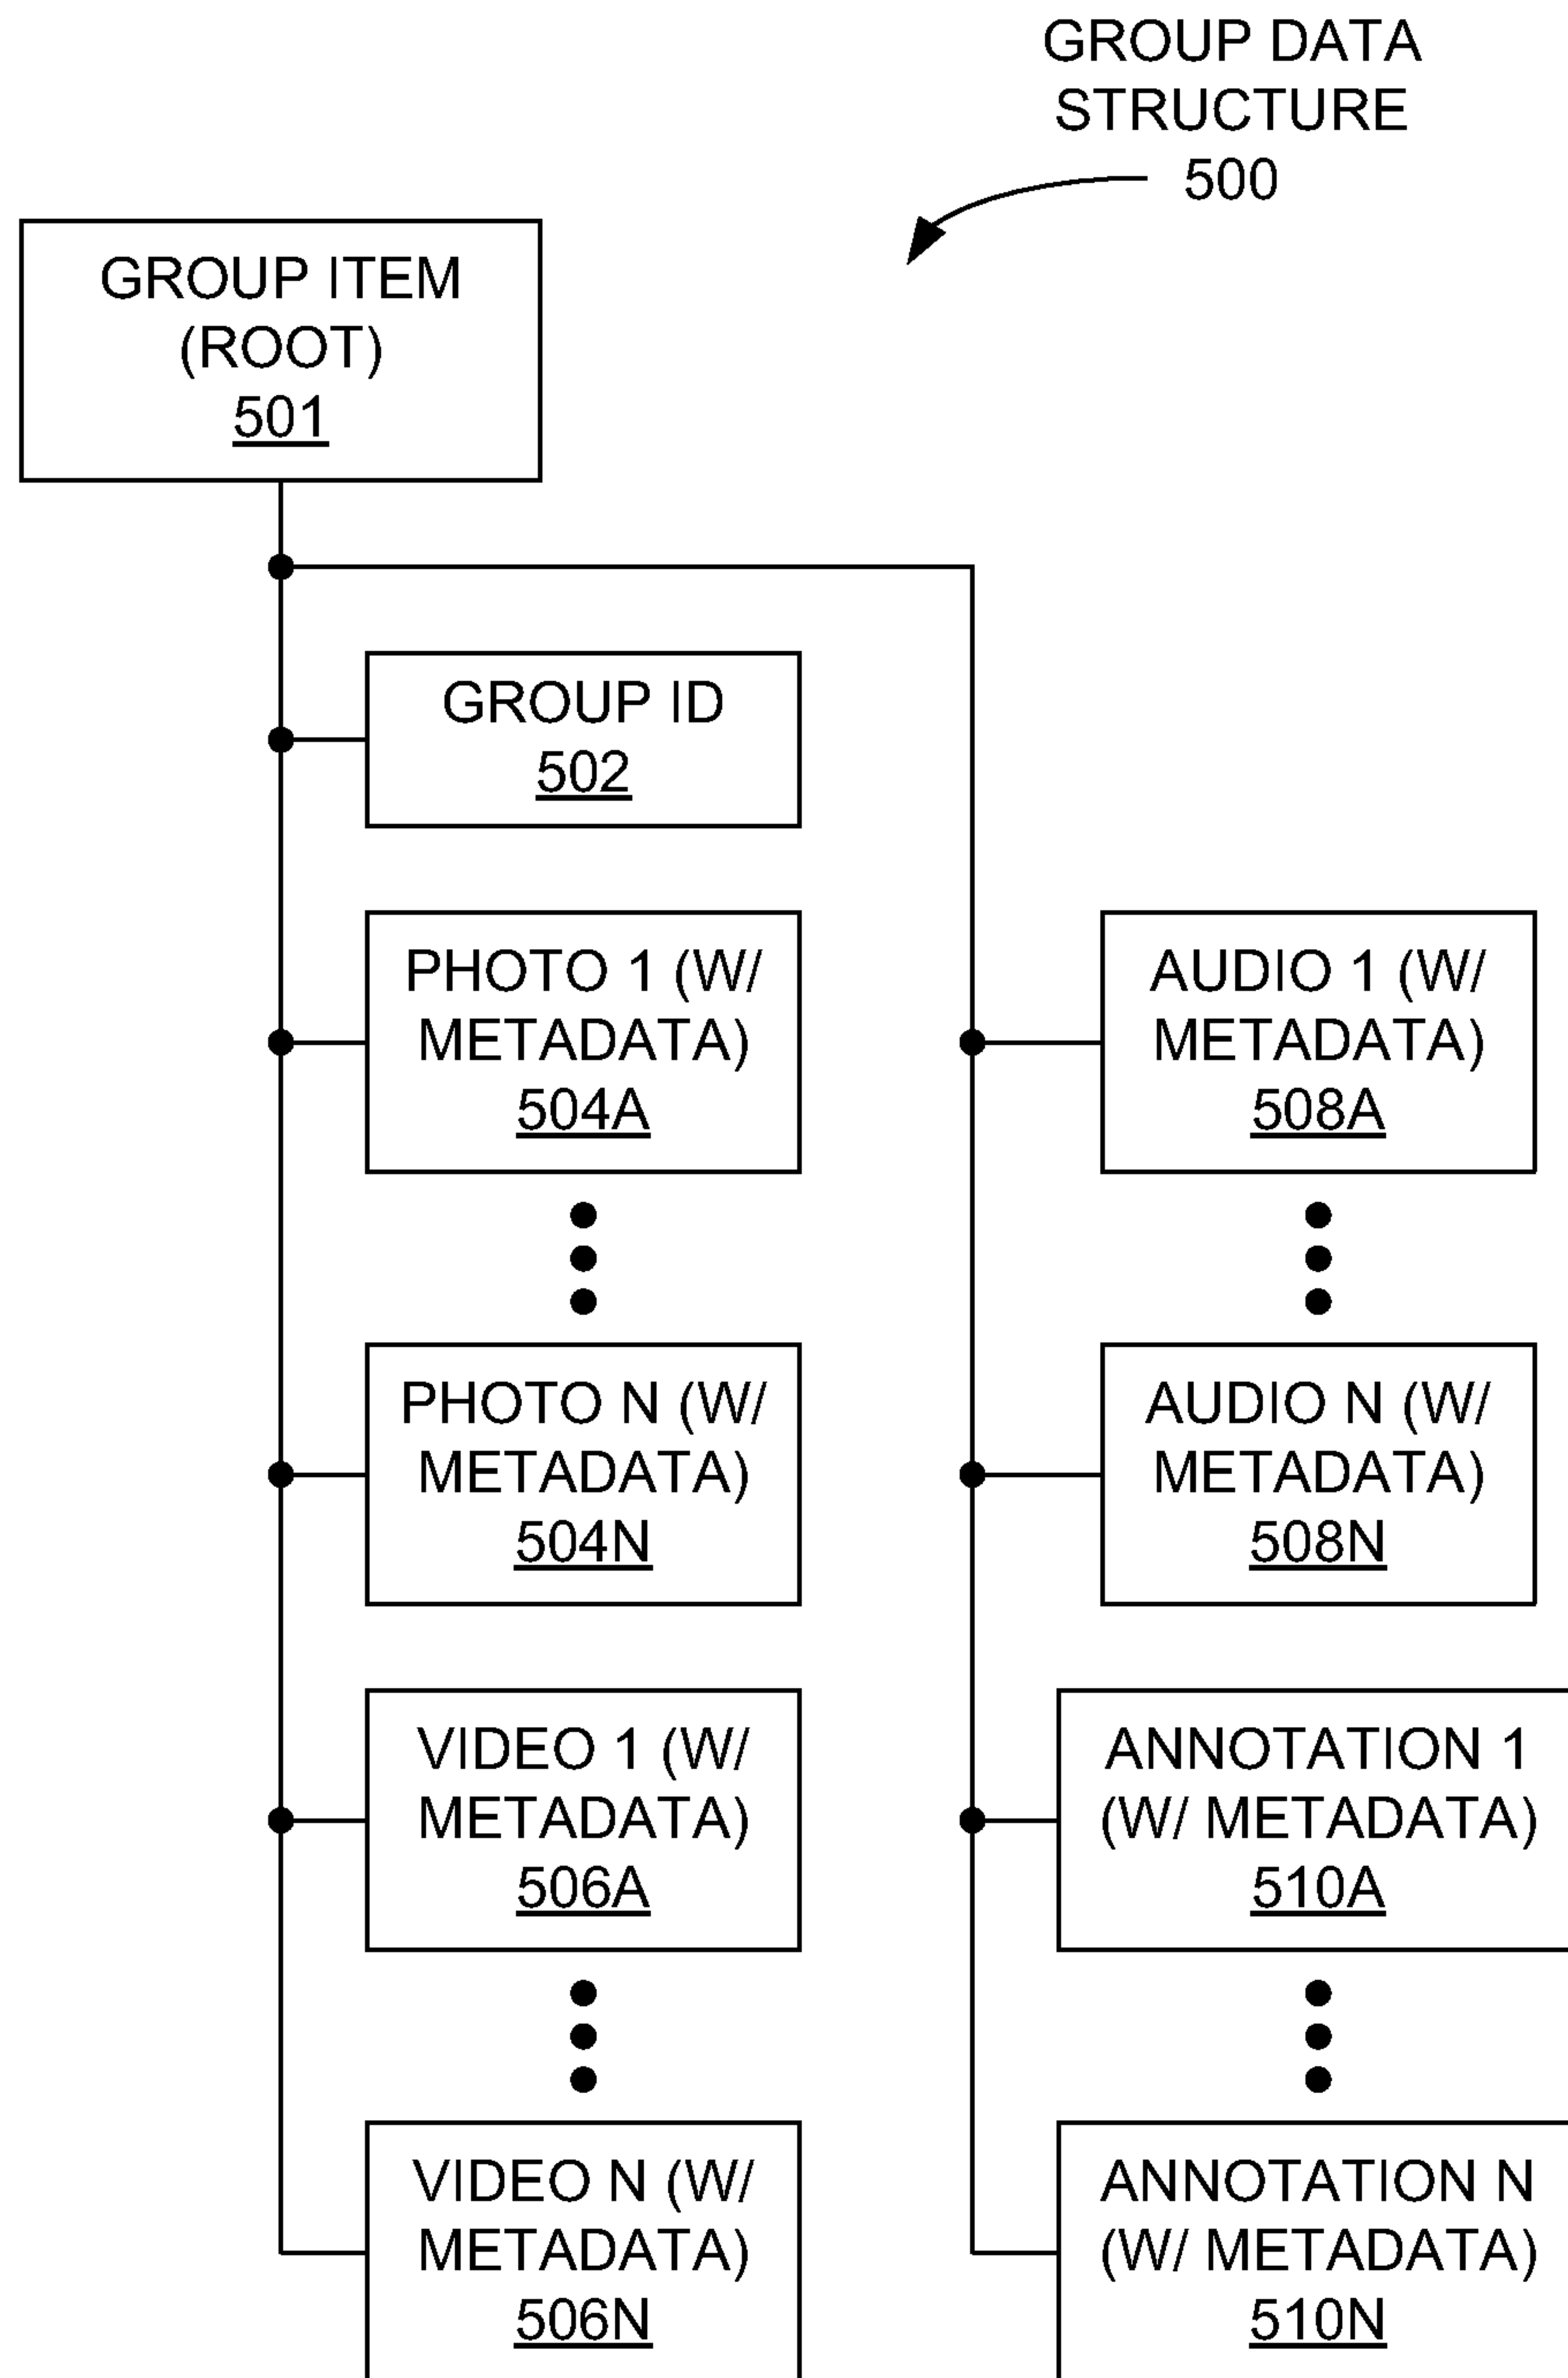 GROUP DATA
STRUCTURE
500
GROUP ITEM
(ROOT)
501
GROUP ID
502
PHOTO 1 (W/
METADATA)
504A
PHOTO N (W/
METADATA)
504N
VIDEO 1 (W/
METADATA)
506A
VIDEO N (W/
METADATA)
506N
AUDIO 1 (W/
METADATA)
508A
AUDIO N (W/
METADATA)
508N
ANNOTATION 1
(W/ METADATA)
510A
ANNOTATION N
(W/ METADATA)
510N